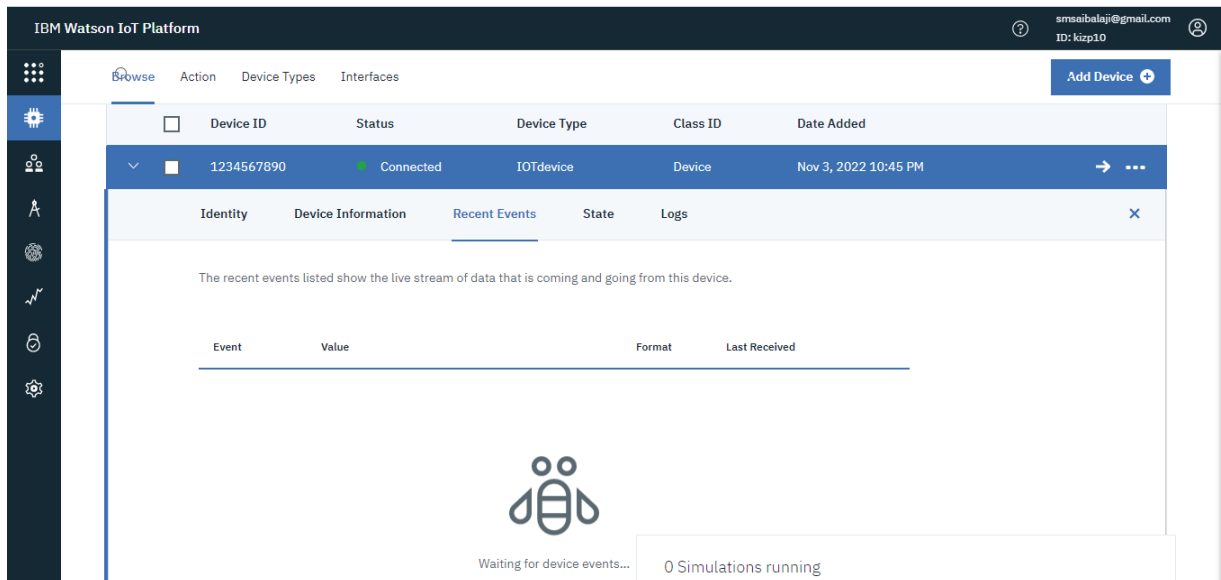 IBM Watson IoT Platform
smsaibalaji@gmail.com
ID: kizp10
Browse Action Device Types Interfaces
Add Device
Device ID Status Device Type Class ID Date Added
1234567890 Connected IOTdevice Device Nov 3, 2022 10:45 PM
Identity Device Information Recent Events State Logs
The recent events listed show the live stream of data that is coming and going from this device.
Event Value Format Last Received
Waiting for device events...
0 Simulations running